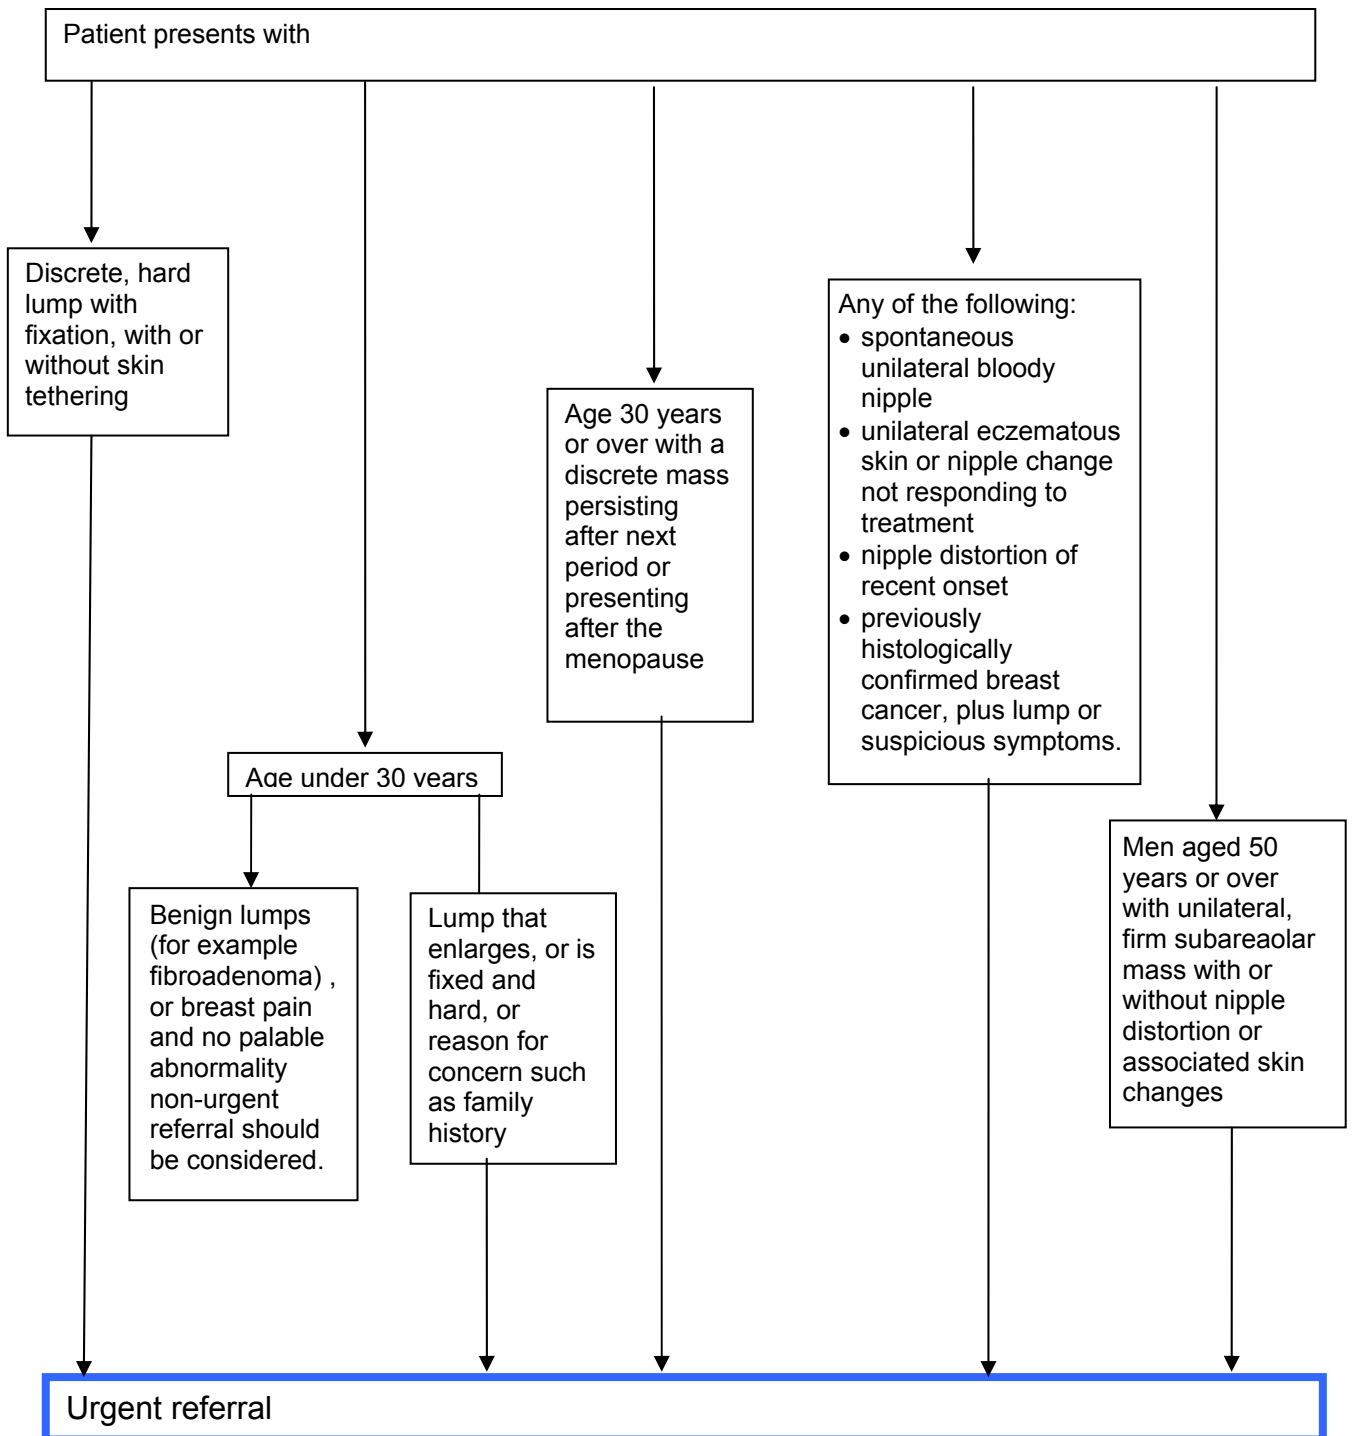 Patient presents with
Discrete, hard
lump with
fixation, with or
without skin
tethering
Age under 30 years
Benign lumps
(for example
fibroadenoma) ,
or breast pain
and no palable
abnormality
non-urgent
referral should
be considered.
Lump that
enlarges, or is
fixed and
hard, or
reason for
concern such
as family
history
Age 30 years
or over with a
discrete mass
persisting
after next
period or
presenting
after the
menopause
Any of the following:
• spontaneous
unilateral bloody
nipple
• unilateral eczematous
skin or nipple change
not responding to
treatment
• nipple distortion of
recent onset
• previously
histologically
confirmed breast
cancer, plus lump or
suspicious symptoms.
Men aged 50
years or over
with unilateral,
firm subareaolar
mass with or
without nipple
distortion or
associated skin
changes
Urgent referral